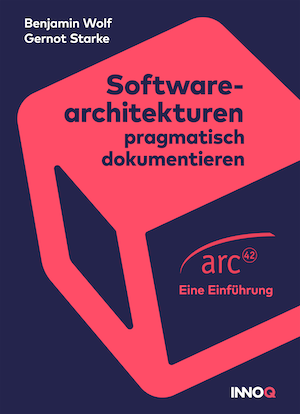 Benjamin Wolf
Gernot Starke
Software-
architekturen
pragmatisch
dokumentieren
arc42
Eine Einführung
INNOQ